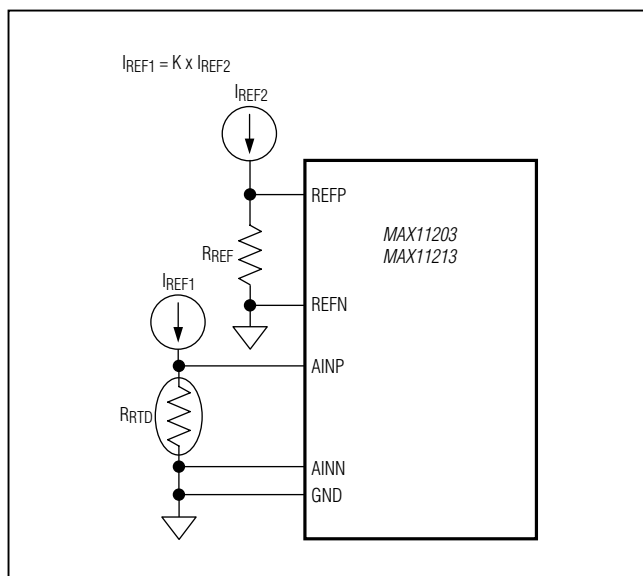 IREF1 = K x IREF2
IREF2
REFP
MAX11203
MAX11213
RREF
REFN
IREF1
AINP
RRTD
AINN
GND